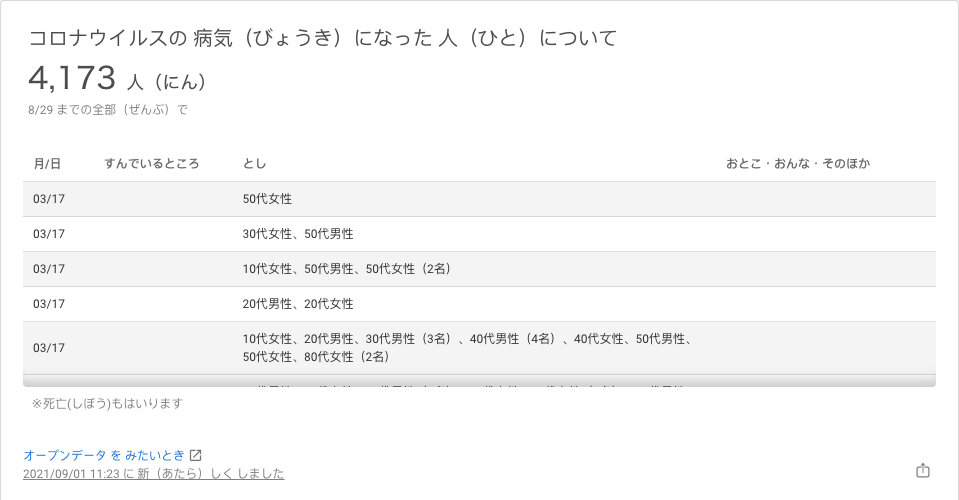 コロナウイルスの 病気（びょうき）になった 人（ひと）について
4,173 人（にん）
8/29 までの全部（ぜんぶ）で
月/日 すんでいるところ とし おとこ・おんな・そのほか
03/17 50代女性
03/17 30代女性、50代男性
03/17 10代女性、50代男性、50代女性（2名）
03/17 20代男性、20代女性
03/17 10代女性、20代男性、30代男性（3名）、40代男性（4名）、40代女性、50代男性、
50代女性、80代女性（2名）
※死亡(しぼう)もはいります
オープンデータ を みたいとき
2021/09/01 11:23 に 新（あたら）しく しました